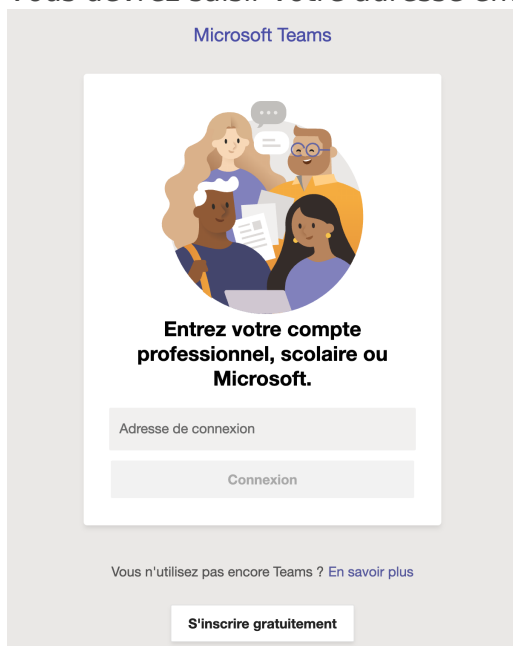 Microsoft Teams
Entrez votre compte
professionnel, scolaire ou
Microsoft.
Adresse de connexion
Connexion
Vous n'utilisez pas encore Teams ? En savoir plus
S'inscrire gratuitement